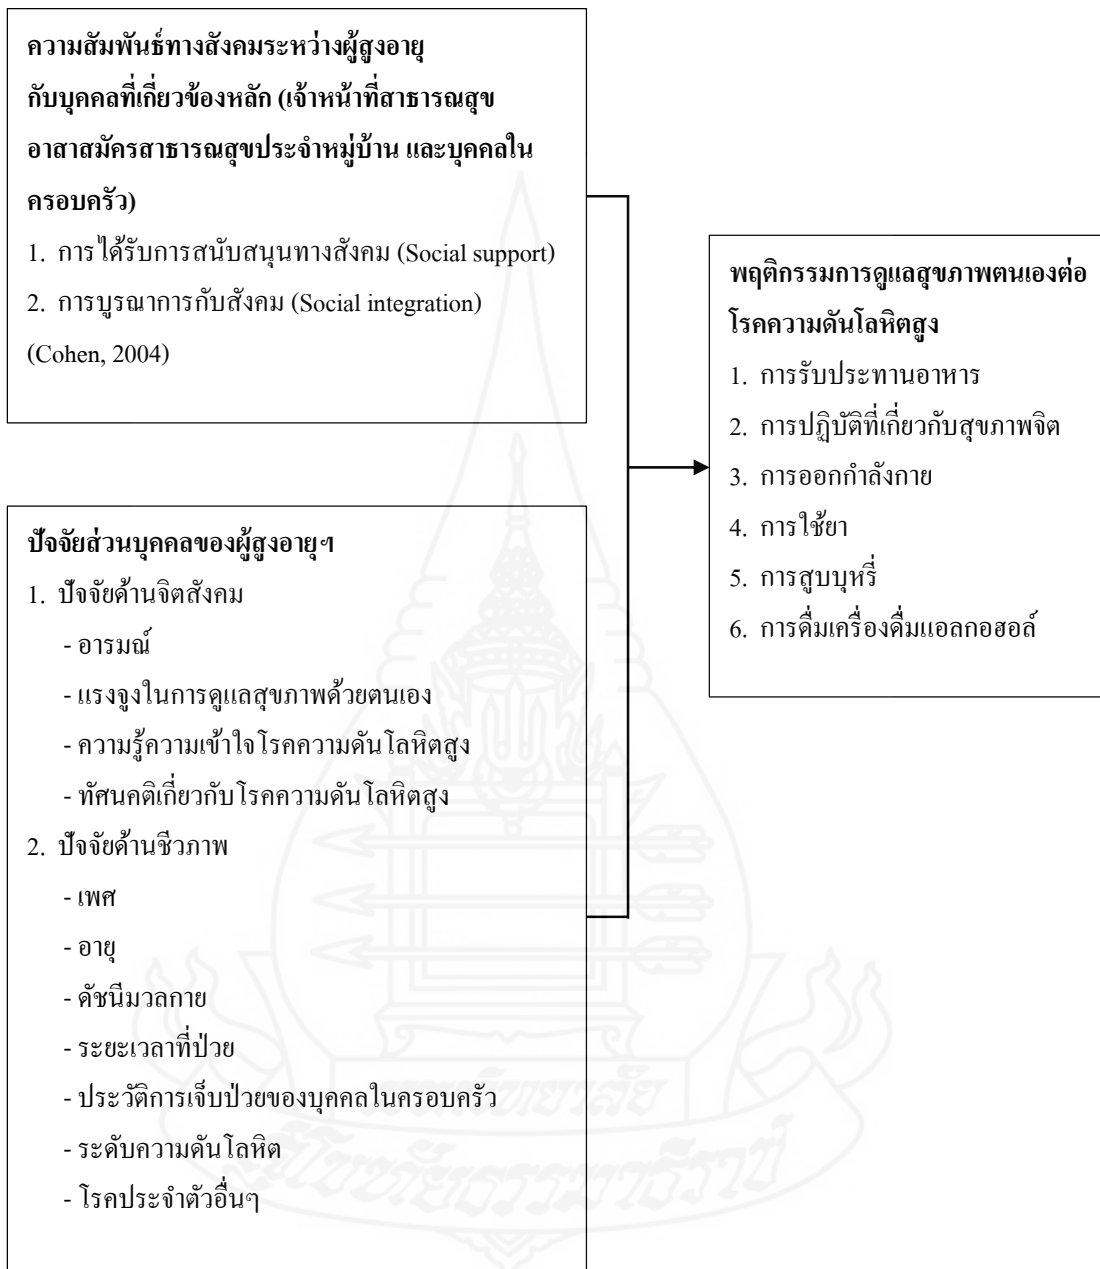 ความสัมพันธ์ทางสังคมระหว่างผู้สูงอายุ
กับบุคคลที่เกี่ยวข้องหลัก (เจ้าหน้าที่สาธารณสุข
อาสาสมัครสาธารณสุขประจำหมู่บ้าน และบุคคลใน
ครอบครัว)
1. การได้รับการสนับสนุนทางสังคม (Social support)
2. การบูรณาการกับสังคม (Social integration)
(Cohen, 2004)
ปัจจัยส่วนบุคคลของผู้สูงอายุฯ
1. ปัจจัยด้านจิตสังคม
- อารมณ์
- แรงจูงในการดูแลสุขภาพด้วยตนเอง
- ความรู้ความเข้าใจโรคความดันโลหิตสูง
- ทัศนคติเกี่ยวกับโรคความดันโลหิตสูง
2. ปัจจัยด้านชีวภาพ
- เพศ
- อายุ
- ดัชนีมวลกาย
- ระยะเวลาที่ป่วย
- ประวัติการเจ็บป่วยของบุคคลในครอบครัว
- ระดับความดันโลหิต
- โรคประจำตัวอื่นๆ
พฤติกรรมการดูแลสุขภาพตนเองต่อ
โรคความดันโลหิตสูง
1. การรับประทานอาหาร
2. การปฏิบัติที่เกี่ยวกับสุขภาพจิต
3. การออกกำลังกาย
4. การใช้ยา
5. การสูบบุหรี่
6. การดื่มเครื่องดื่มแอลกอฮอล์
มหาวิทยาลัย
สุโขทัยธรรมาธิราช